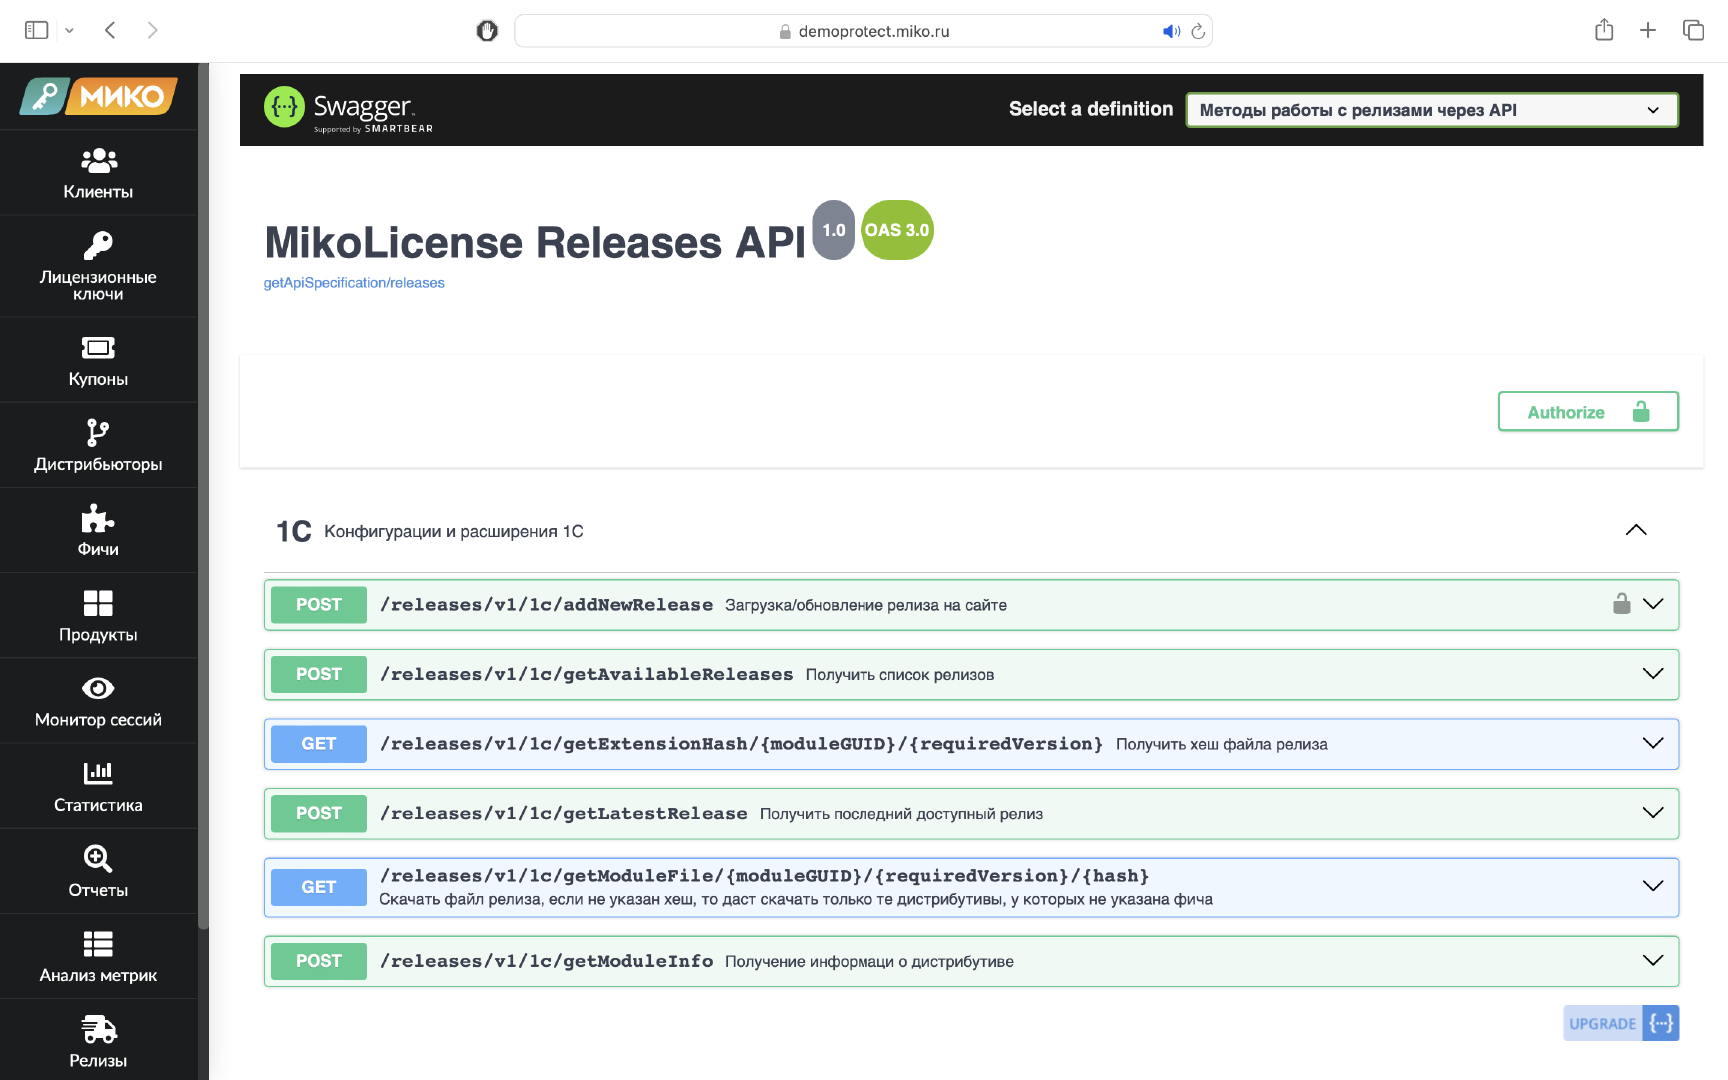 demoprotect.miko.ru
МИКО
Клиенты
Лицензионные
ключи
Купоны
Дистрибьюторы
Фичи
Продукты
Монитор сессий
Статистика
Отчеты
Анализ метрик
Релизы
Swagger
Supported by SMARTBEAR
Select a definition
Методы работы с релизами через API
MikoLicense Releases API 1.0 OAS 3.0
getApiSpecification/releases
Authorize
1C Конфигурации и расширения 1С
POST /releases/v1/1c/addNewRelease Загрузка/обновление релиза на сайте
POST /releases/v1/1c/getAvailableReleases Получить список релизов
GET /releases/v1/1c/getExtensionHash/{moduleGUID}/{requiredVersion} Получить хеш файла релиза
POST /releases/v1/1c/getLatestRelease Получить последний доступный релиз
GET /releases/v1/1c/getModuleFile/{moduleGUID}/{requiredVersion}/{hash}
Скачать файл релиза, если не указан хеш, то даст скачать только те дистрибутивы, у которых не указана фича
POST /releases/v1/1c/getModuleInfo Получение информаци о дистрибутиве
UPGRADE {···}